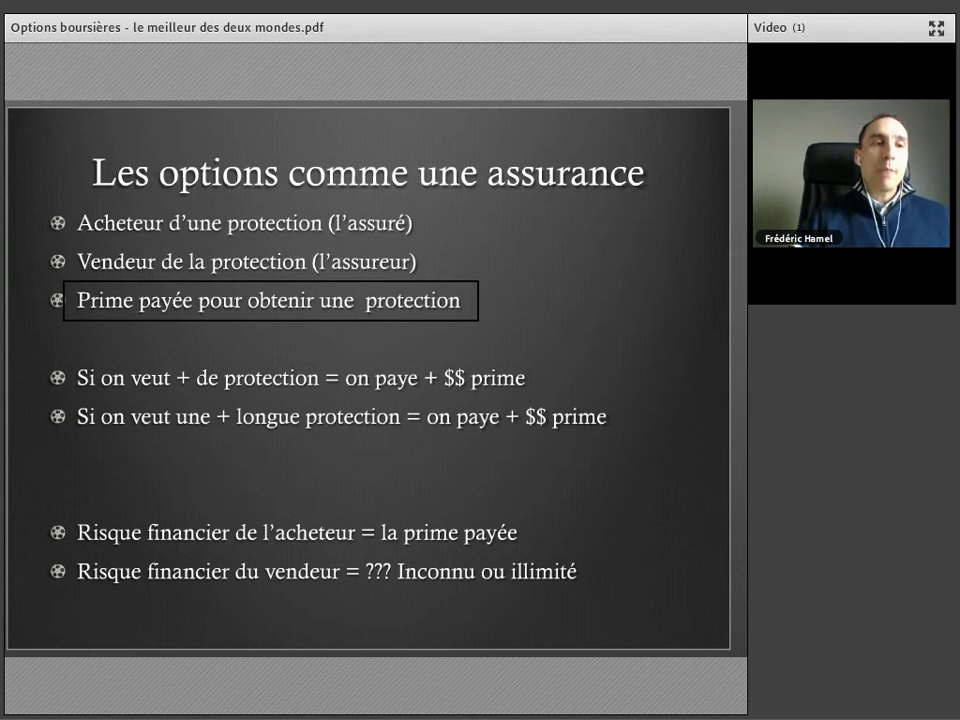 Options boursières - le meilleur des deux mondes.pdf
Video (1)
Les options comme une assurance
Acheteur d’une protection (l’assuré)
Vendeur de la protection (l’assureur)
Prime payée pour obtenir une protection
Si on veut + de protection = on paye + $$ prime
Si on veut une + longue protection = on paye + $$ prime
Risque financier de l’acheteur = la prime payée
Risque financier du vendeur = ??? Inconnu ou illimité
Frédéric Hamel